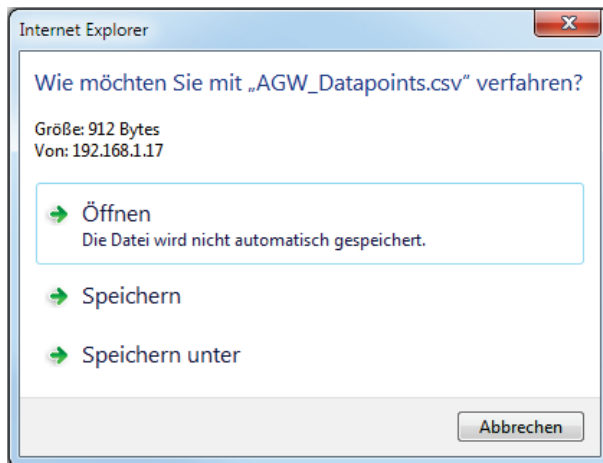 Internet Explorer
Wie möchten Sie mit „AGW_Datapoints.csv“ verfahren?
Größe: 912 Bytes
Von: 192.168.1.17
Öffnen
Die Datei wird nicht automatisch gespeichert.
Speichern
Speichern unter
Abbrechen